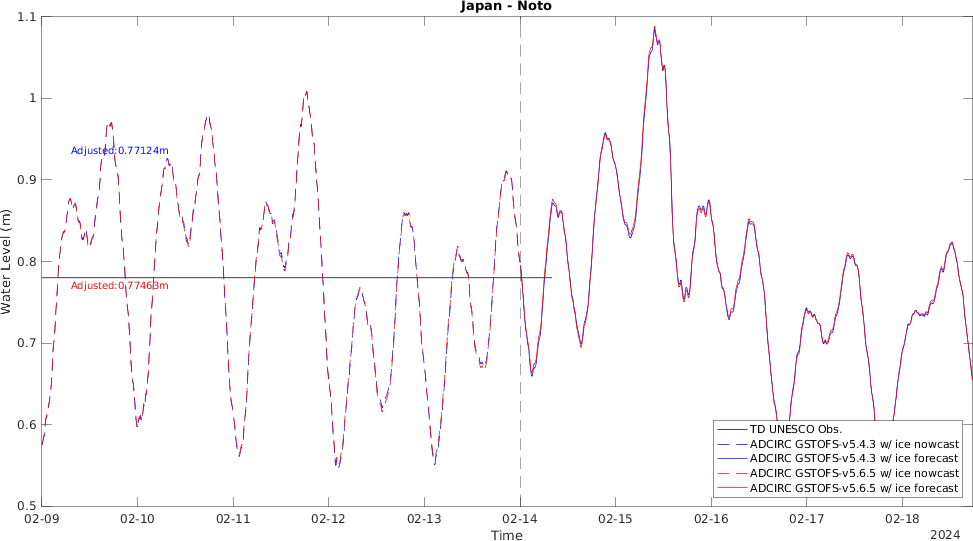 Japan - Noto
1.1
1
0.9
0.8
0.7
0.6
0.5
Water Level (m)
Adjusted:0.77124m
Adjusted:0.77463m
TD UNESCO Obs.
ADCIRC GSTOFS-v5.4.3 w/ ice nowcast
ADCIRC GSTOFS-v5.4.3 w/ ice forecast
ADCIRC GSTOFS-v5.6.5 w/ ice nowcast
ADCIRC GSTOFS-v5.6.5 w/ ice forecast
02-09 02-10 02-11 02-12 02-13 02-14 02-15 02-16 02-17 02-18
Time
2024